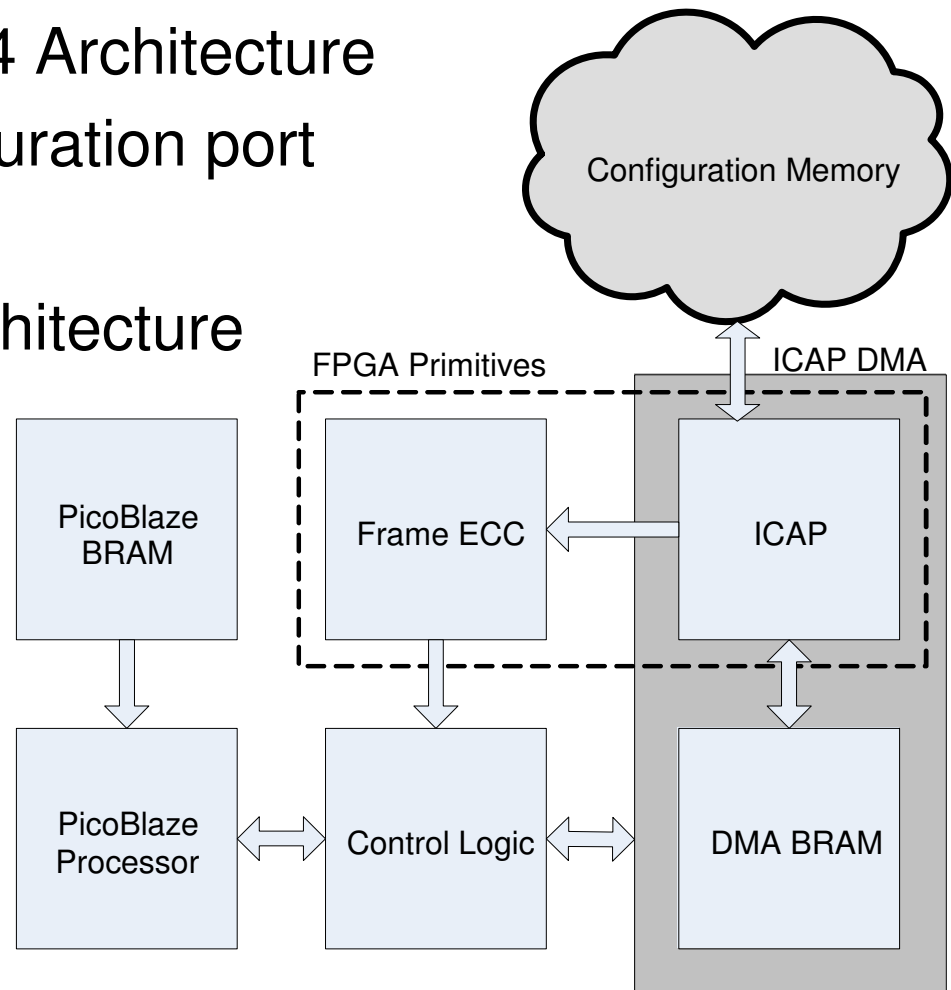 4 Architecture
uration port
hitecture
Configuration Memory
FPGA Primitives
ICAP DMA
PicoBlaze
BRAM
Frame ECC
ICAP
PicoBlaze
Processor
Control Logic
DMA BRAM